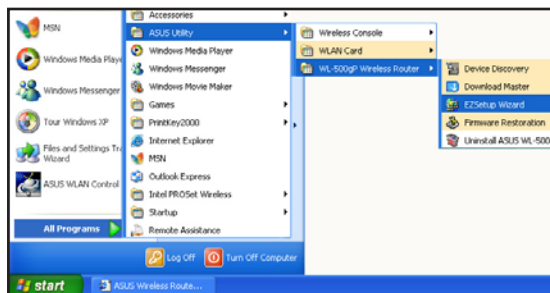 MSN
Windows Media Playe
Windows Messenger
Tour Windows XP
Files and Settings Tra
Wizard
ASUS WLAN Control
All Programs
Accessories
ASUS Utility
Windows Media Player
Windows Messenger
Windows Movie Maker
Games
PrintKey2000
Internet Explorer
MSN
Outlook Express
Intel PROSet Wireless
Startup
Remote Assistance
Wireless Console
WLAN Card
WL-500gP Wireless Router
Device Discovery
Download Master
EZSetup Wizard
Firmware Restoration
Uninstall ASUS WL-500
Log Off
Turn Off Computer
start
ASUS Wireless Route...